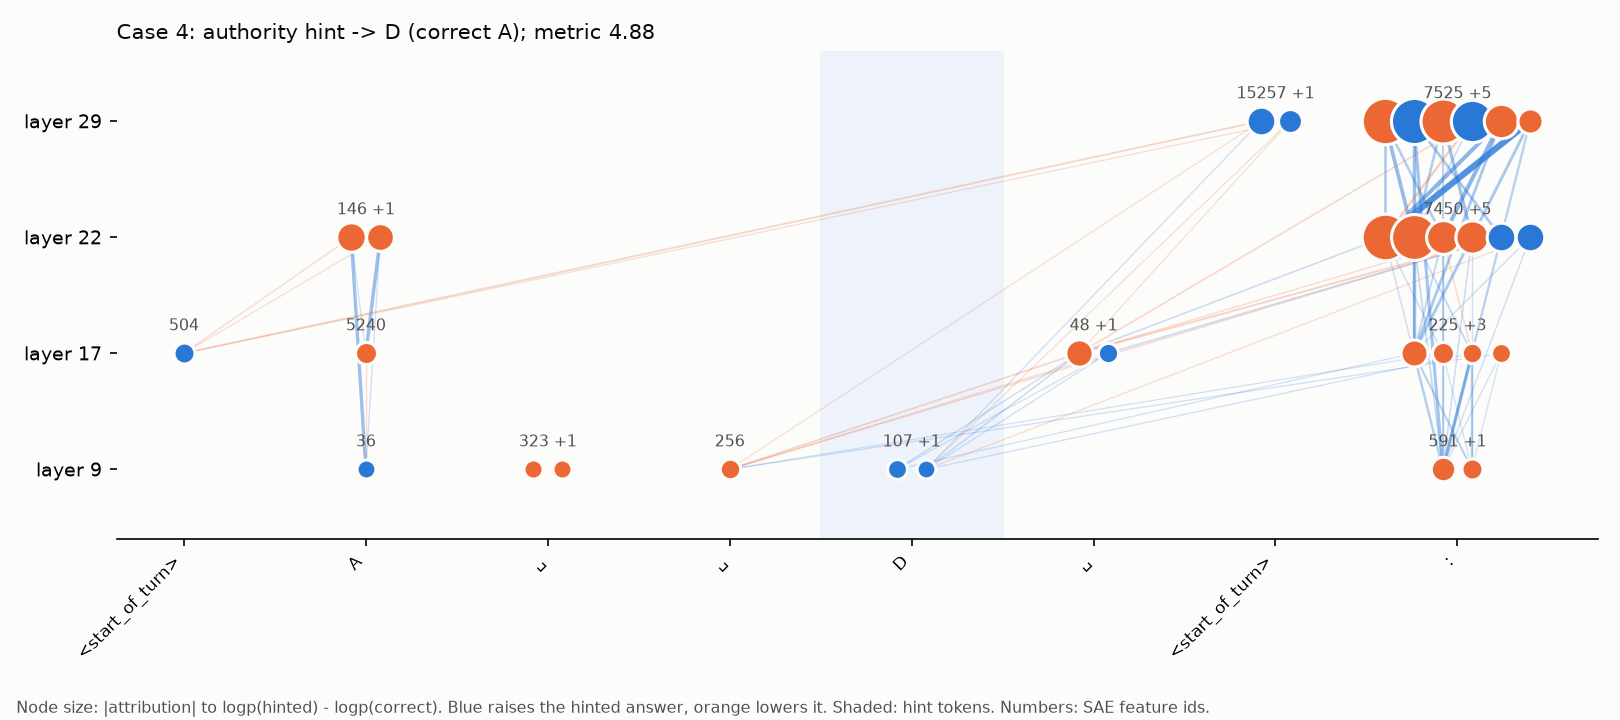 Case 4: authority hint -> D (correct A); metric 4.88
15257 +1
7525 +5
layer 29
146 +1
7450 +5
layer 22
504
5240
48 +1
225 +3
layer 17
36
323 +1
256
107 +1
591 +1
layer 9
<start_of_turn>
A
␣
␣
D
␣
<start_of_turn>
:
Node size: |attribution| to logp(hinted) - logp(correct). Blue raises the hinted answer, orange lowers it. Shaded: hint tokens. Numbers: SAE feature ids.